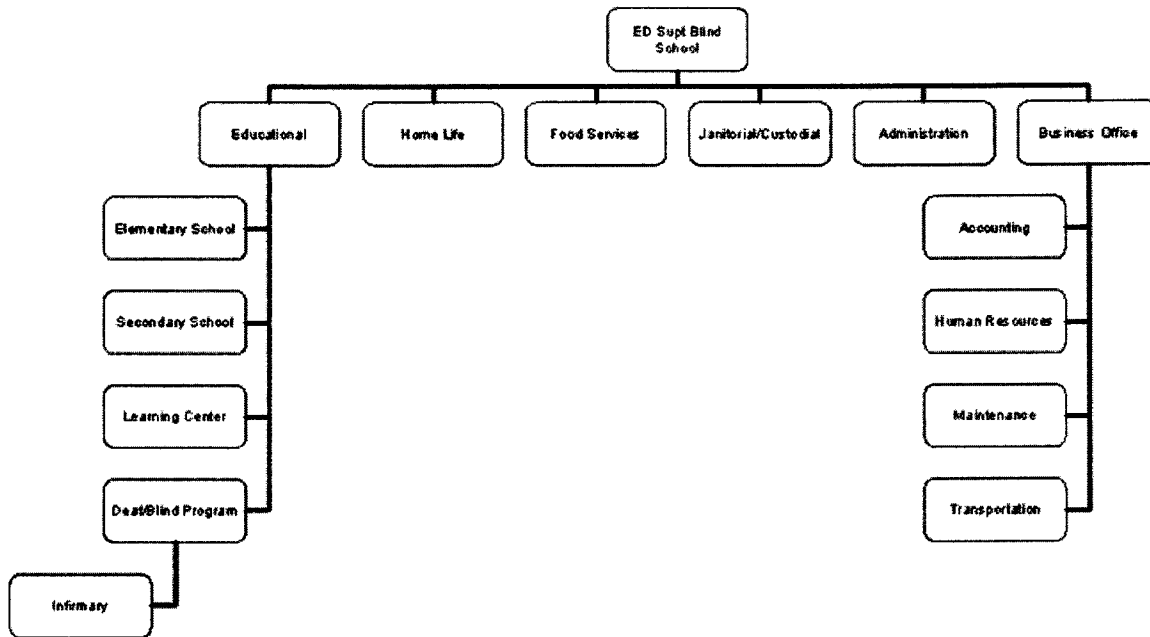 ED Supt Blind
School
Educational
Home Life
Food Services
Janitorial/Custodial
Administration
Business Office
Elementary School
Accounting
Secondary School
Human Resources
Learning Center
Maintenance
Deaf/Blind Program
Transportation
Infirmary